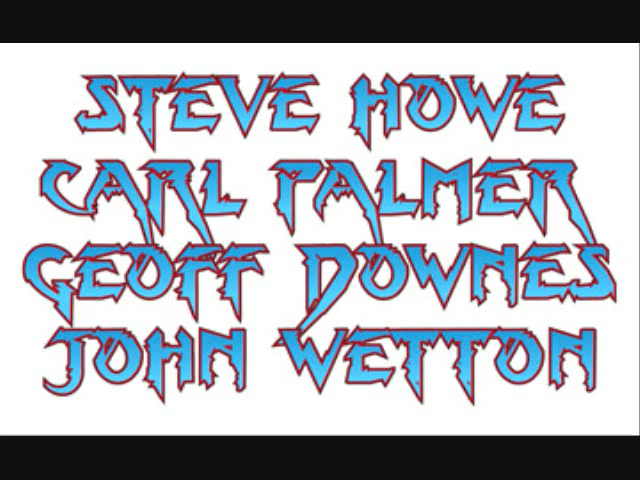 STEVE HOWE
CARL PALMER
GEOFF DOWNES
JOHN WETTON